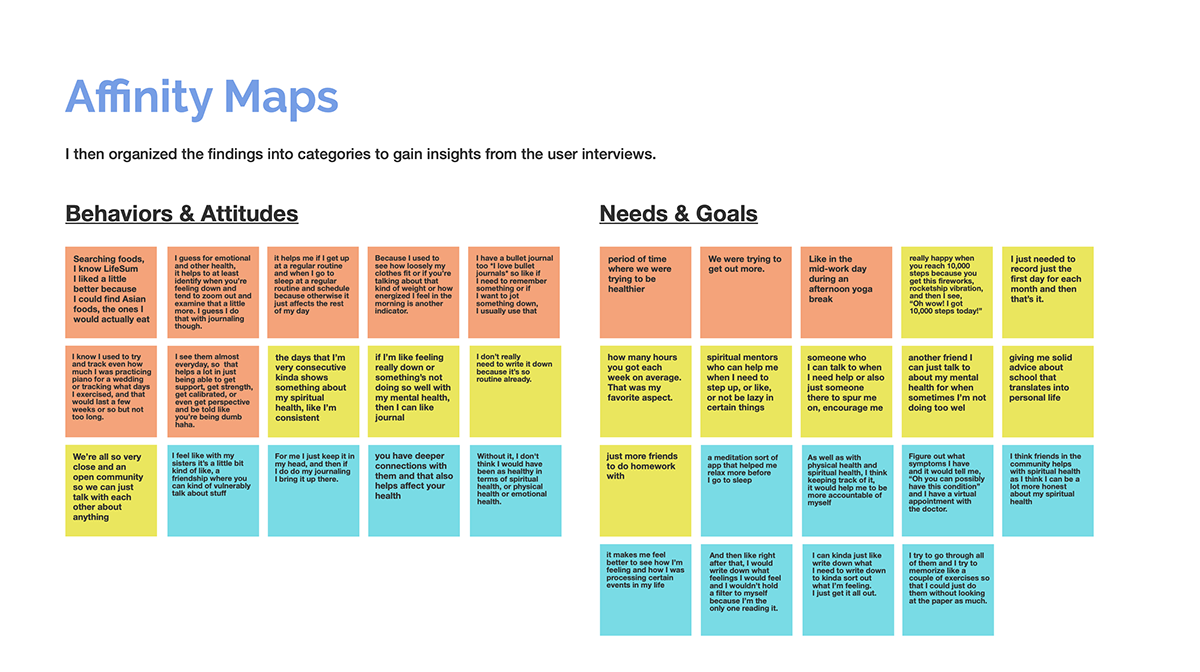 Affinity Maps
I then organized the findings into categories to gain insights from the user interviews.
Behaviors & Attitudes
Searching foods,
I know LifeSum
I liked a little
better because
I could find Asian
foods, the ones I
would actually eat
I guess for emotional
and other health,
it helps to at least
identify when you're
feeling down and
tend to zoom out and
examine that a little
more. I guess I do
that with journaling
though.
it helps me if I get up
at a regular routine
and when I go to
sleep at a regular
routine and schedule
because otherwise it
just affects the rest
of my day
Because I used to
see how loosely my
clothes fit or if you're
talking about that
kind of weight or how
energized I feel in the
morning is another
indicator.
I have a bullet journal
too *I love bullet
journals* so like if
I need to remember
something or if
I want to jot
something down,
I usually use that
I know I used to try
and track even how
much I was practicing
piano for a wedding
or tracking what days
I exercised, and that
would last a few
weeks or so but not
too long.
I see them almost
everyday, so that
helps a lot in just
being able to get
support, get strength,
get calibrated, or
even get perspective
and be told like
you're being dumb
haha.
the days that I'm
very consecutive
kinda shows
something about
my spiritual
health, like I'm
consistent
if I'm like feeling
really down or
something's not
doing so well with
my mental health,
then I can like
journal
I don't really
need to write it down
because it's so
routine already.
We're all so very
close and an
open community
so we can just
talk with each
other about
anything
I feel like with my
sisters it's a little bit
kind of like, a
friendship where you
can kind of vulnerably
talk about stuff
For me I just keep it in
my head, and then if
I do do my journaling
I bring it up there.
you have deeper
connections with
them and that also
helps affect your
health
Without it, I don't
think I would have
been as healthy in
terms of spiritual
health, or physical
health or emotional
health.
Needs & Goals
period of time
where we were
trying to be
healthier
We were trying to
get out more.
Like in the
mid-work day
during an
afternoon yoga
break
really happy when
you reach 10,000
steps because you
get this fireworks,
rocketship vibration,
and then I see,
"Oh wow! I got
10,000 steps today!"
I just needed to
record just the
first day for each
month and then
that's it.
how many hours
you got each
week on average.
That was my
favorite aspect.
spiritual mentors
who can help me
when I need to
step up, or like,
or not be lazy in
certain things
someone who
I can talk to when
I need help or also
just someone
there to spur me
on, encourage me
another friend I
can just talk to
about my mental
health for when
sometimes I'm not
doing too wel
giving me solid
advice about
school that
translates into
personal life
just more friends
to do homework
with
a meditation sort of
app that helped me
relax more before
I go to sleep
As well as with
physical health and
spiritual health, I think
keeping track of it,
it would help me to be
more accountable of
myself
Figure out what
symptoms I have
and it would tell me,
"Oh you can possibly
have this condition"
and I have a virtual
appointment with
the doctor.
I think friends in the
community helps
with spiritual health
as I think I can be a
lot more honest
about my spiritual
health
it makes me feel
better to see how I'm
feeling and how I was
processing certain
events in my life
And then like right
after that, I would
write down what
feelings I would feel
and I wouldn't hold
a filter to myself
because I'm the
only one reading it.
I can kinda just like
write down what
I need to write down
to kinda sort out
what I'm feeling.
I just get it all out.
I try to go through all
of them and I try to
memorize like a
couple of exercises so
that I could just do
them without looking
at the paper as much.